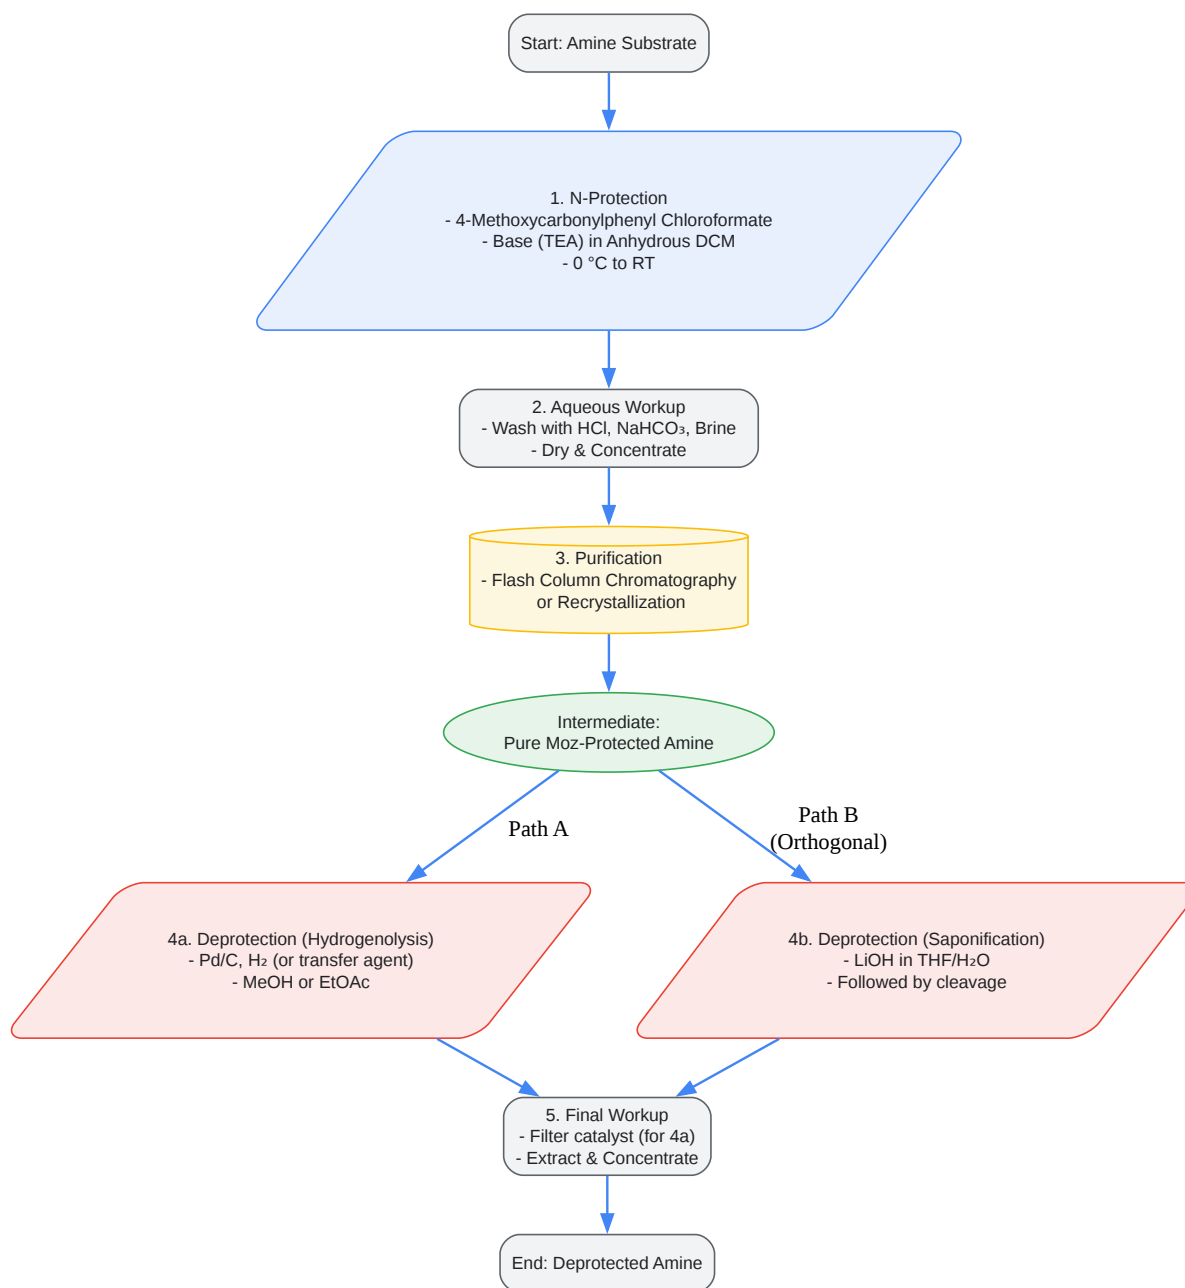 Start: Amine Substrate
1. N-Protection
- 4-Methoxycarbonylphenyl Chloroformate
- Base (TEA) in Anhydrous DCM
- 0 °C to RT
2. Aqueous Workup
- Wash with HCl, NaHCO₃, Brine
- Dry & Concentrate
3. Purification
- Flash Column Chromatography
or Recrystallization
Intermediate:
Pure Moz-Protected Amine
Path A
Path B
(Orthogonal)
4a. Deprotection (Hydrogenolysis)
- Pd/C, H₂ (or transfer agent)
- MeOH or EtOAc
4b. Deprotection (Saponification)
- LiOH in THF/H₂O
- Followed by cleavage
5. Final Workup
- Filter catalyst (for 4a)
- Extract & Concentrate
End: Deprotected Amine